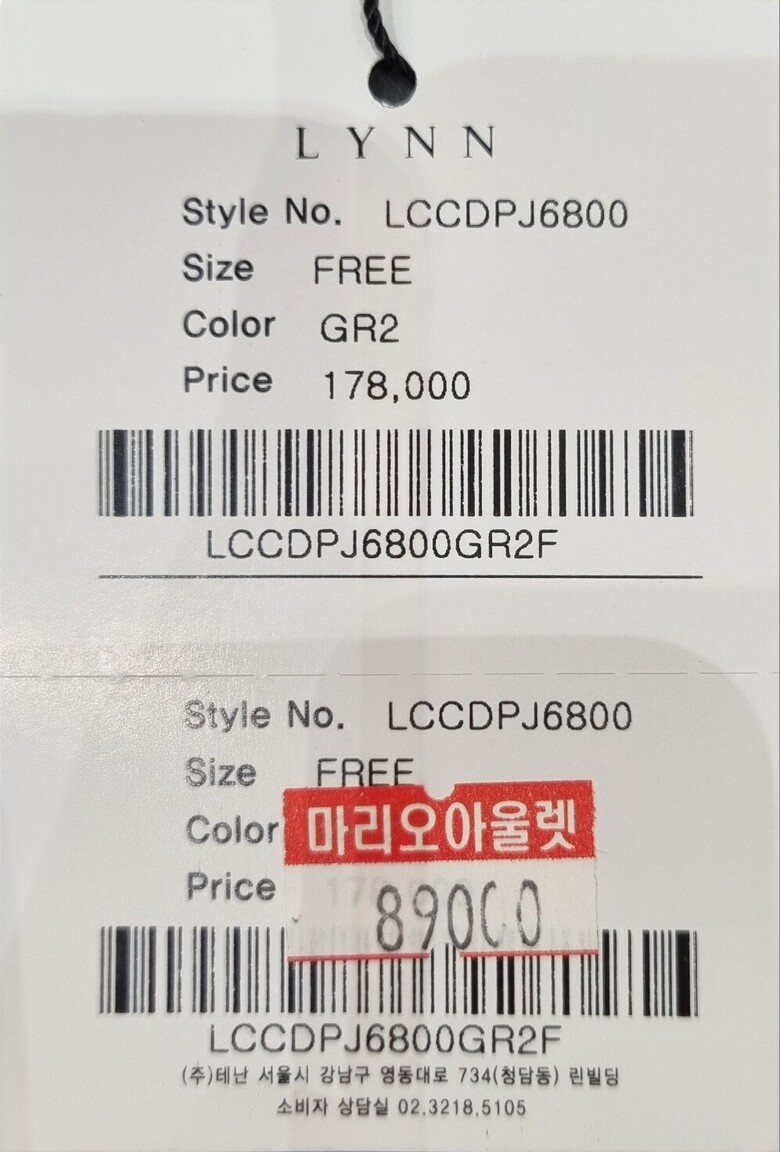 LYNN
Style No. LCCDPJ6800
Size FREE
Color GR2
Price 178,000
LCCDPJ6800GR2F
Style No. LCCDPJ6800
Size FREE
Color
마리오아울렛
Price
89000
LCCDPJ6800GR2F
(주)테난 서울시 강남구 영동대로 734(청담동) 린빌딩
소비자 상담실 02.3218.5105